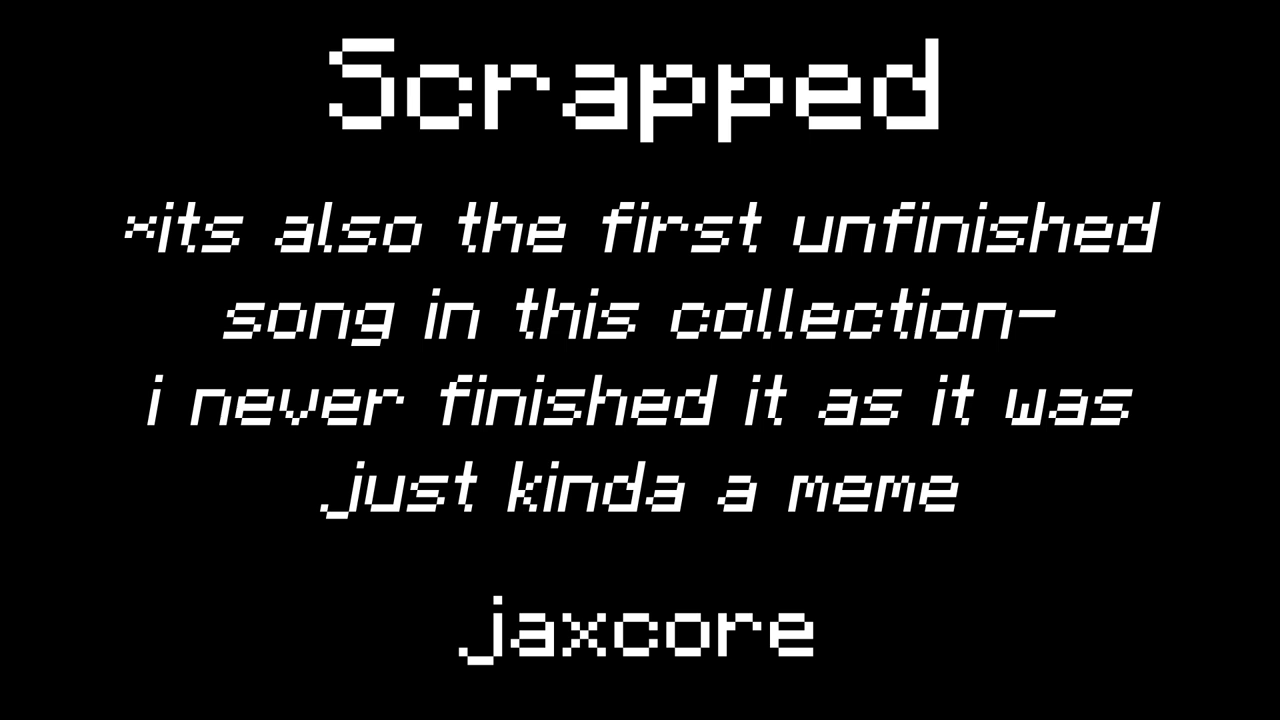 Scrapped
*its also the first unfinished
song in this collection-
i never finished it as it was
just kinda a meme
jaxcore